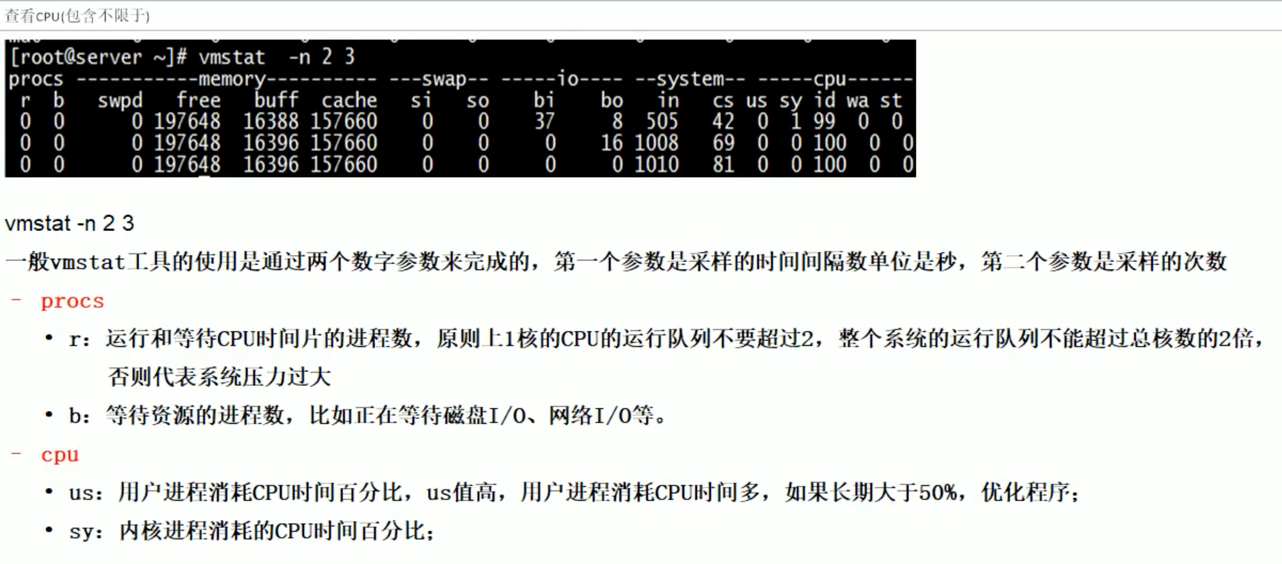 查看CPU(包含不限于)
[root@server ~]# vmstat  -n 2 3
procs -----------memory---------- ---swap-- -----io---- --system-- -----cpu------
r b swpd free buff cache si so bi bo in cs us sy id wa st
0 0 0 197648 16388 157660 0 0 37 8 505 42 0 1 99 0 0
0 0 0 197648 16396 157660 0 0 0 16 1008 69 0 0 100 0 0
0 0 0 197648 16396 157660 0 0 0 0 1010 81 0 0 100 0 0
vmstat -n 2 3
一般vmstat工具的使用是通过两个数字参数来完成的，第一个参数是采样的时间间隔数单位是秒，第二个参数是采样的次数
- procs
• r：运行和等待CPU时间片的进程数，原则上1核的CPU的运行队列不要超过2，整个系统的运行队列不能超过总核数的2倍，
否则代表系统压力过大
• b：等待资源的进程数，比如正在等待磁盘I/O、网络I/O等。
- cpu
• us：用户进程消耗CPU时间百分比，us值高，用户进程消耗CPU时间多，如果长期大于50%，优化程序；
• sy：内核进程消耗的CPU时间百分比；